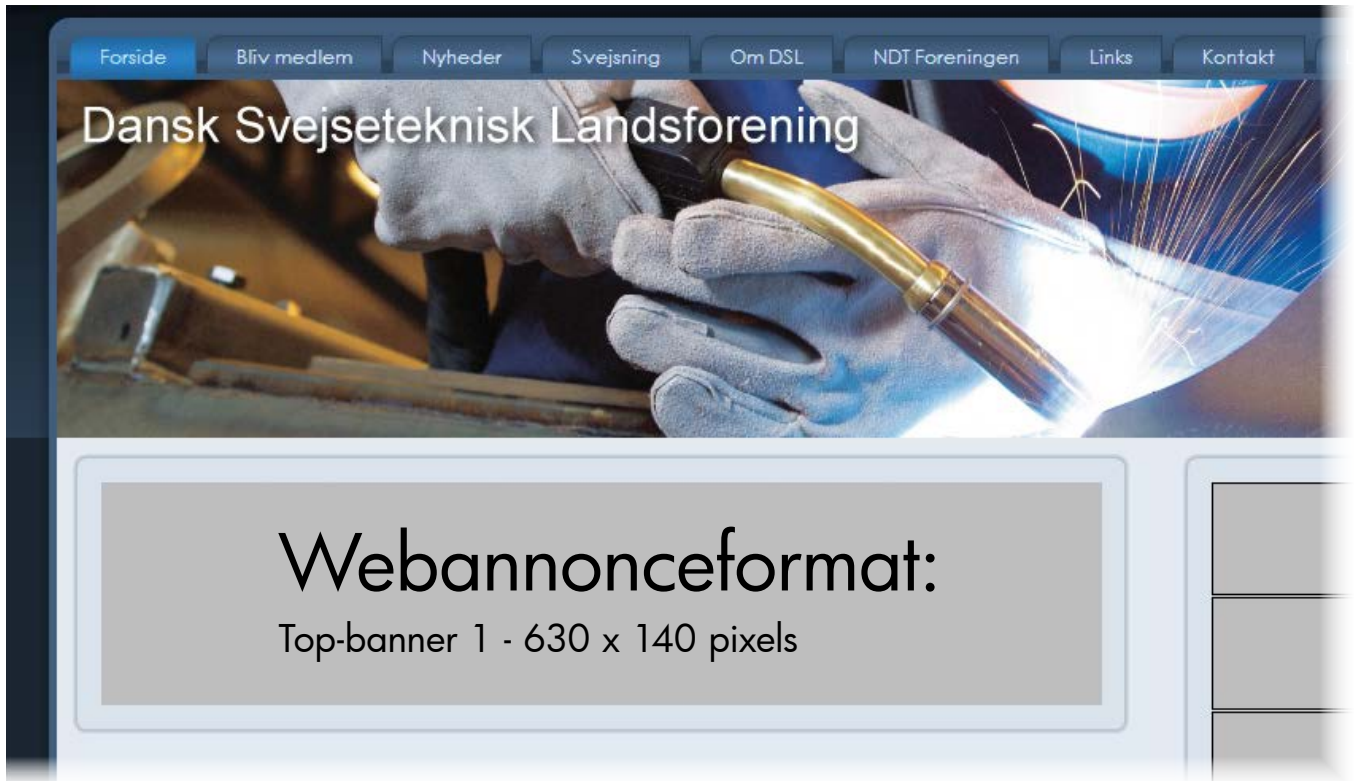 Forside Bliv medlem Nyheder Svejsning Om DSL NDT Foreningen Links Kontakt
Dansk Svejseteknisk Landsforening
Webannonceformat:
Top-banner 1 - 630 x 140 pixels